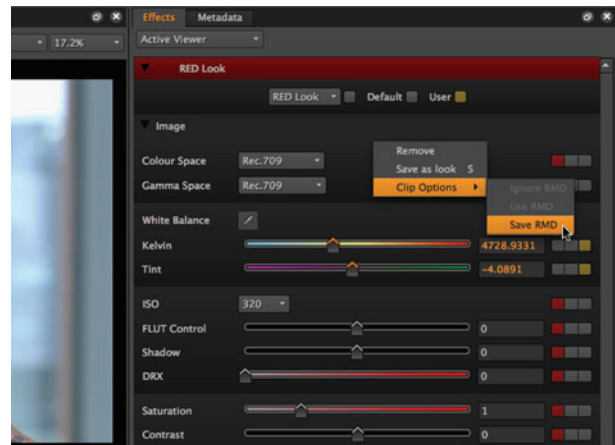 17.2%
Effects Metadata
Active Viewer
RED Look
RED Look Default User
Image
Colour Space Rec.709
Gamma Space Rec.709
Remove
Save as look S
Clip Options
Ignore RMD
Use RMD
Save RMD
White Balance
Kelvin 4728.9331
Tint -4.0891
ISO 320
FLUT Control 0
Shadow 0
DRX 0
Saturation 1
Contrast 0